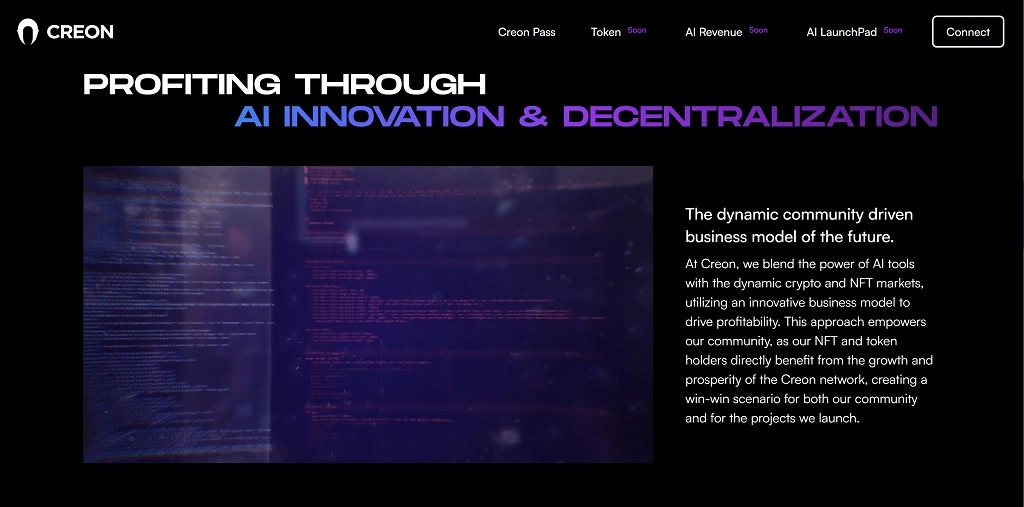 CREON
Creon Pass
Token Soon
AI Revenue Soon
AI LaunchPad Soon
Connect
PROFITING THROUGH
AI INNOVATION & DECENTRALIZATION
The dynamic community driven
business model of the future.
At Creon, we blend the power of AI tools
with the dynamic crypto and NFT markets,
utilizing an innovative business model to
drive profitability. This approach empowers
our community, as our NFT and token
holders directly benefit from the growth and
prosperity of the Creon network, creating a
win-win scenario for both our community
and for the projects we launch.